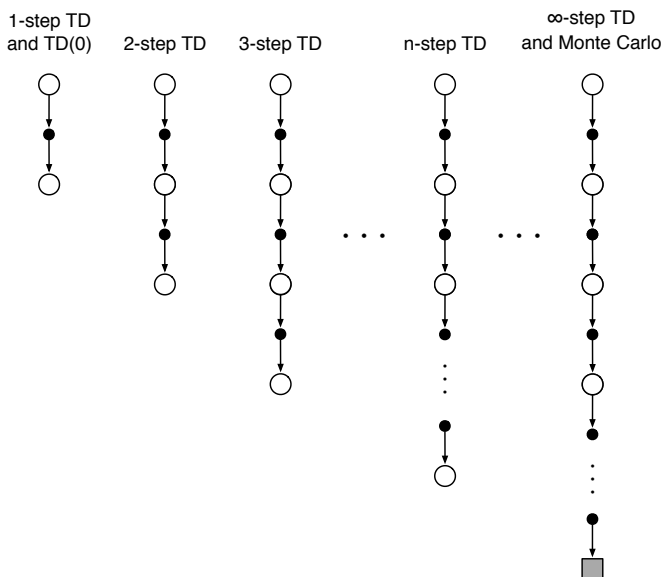 1-step TD
and TD(0)
2-step TD
3-step TD
n-step TD
∞-step TD
and Monte Carlo